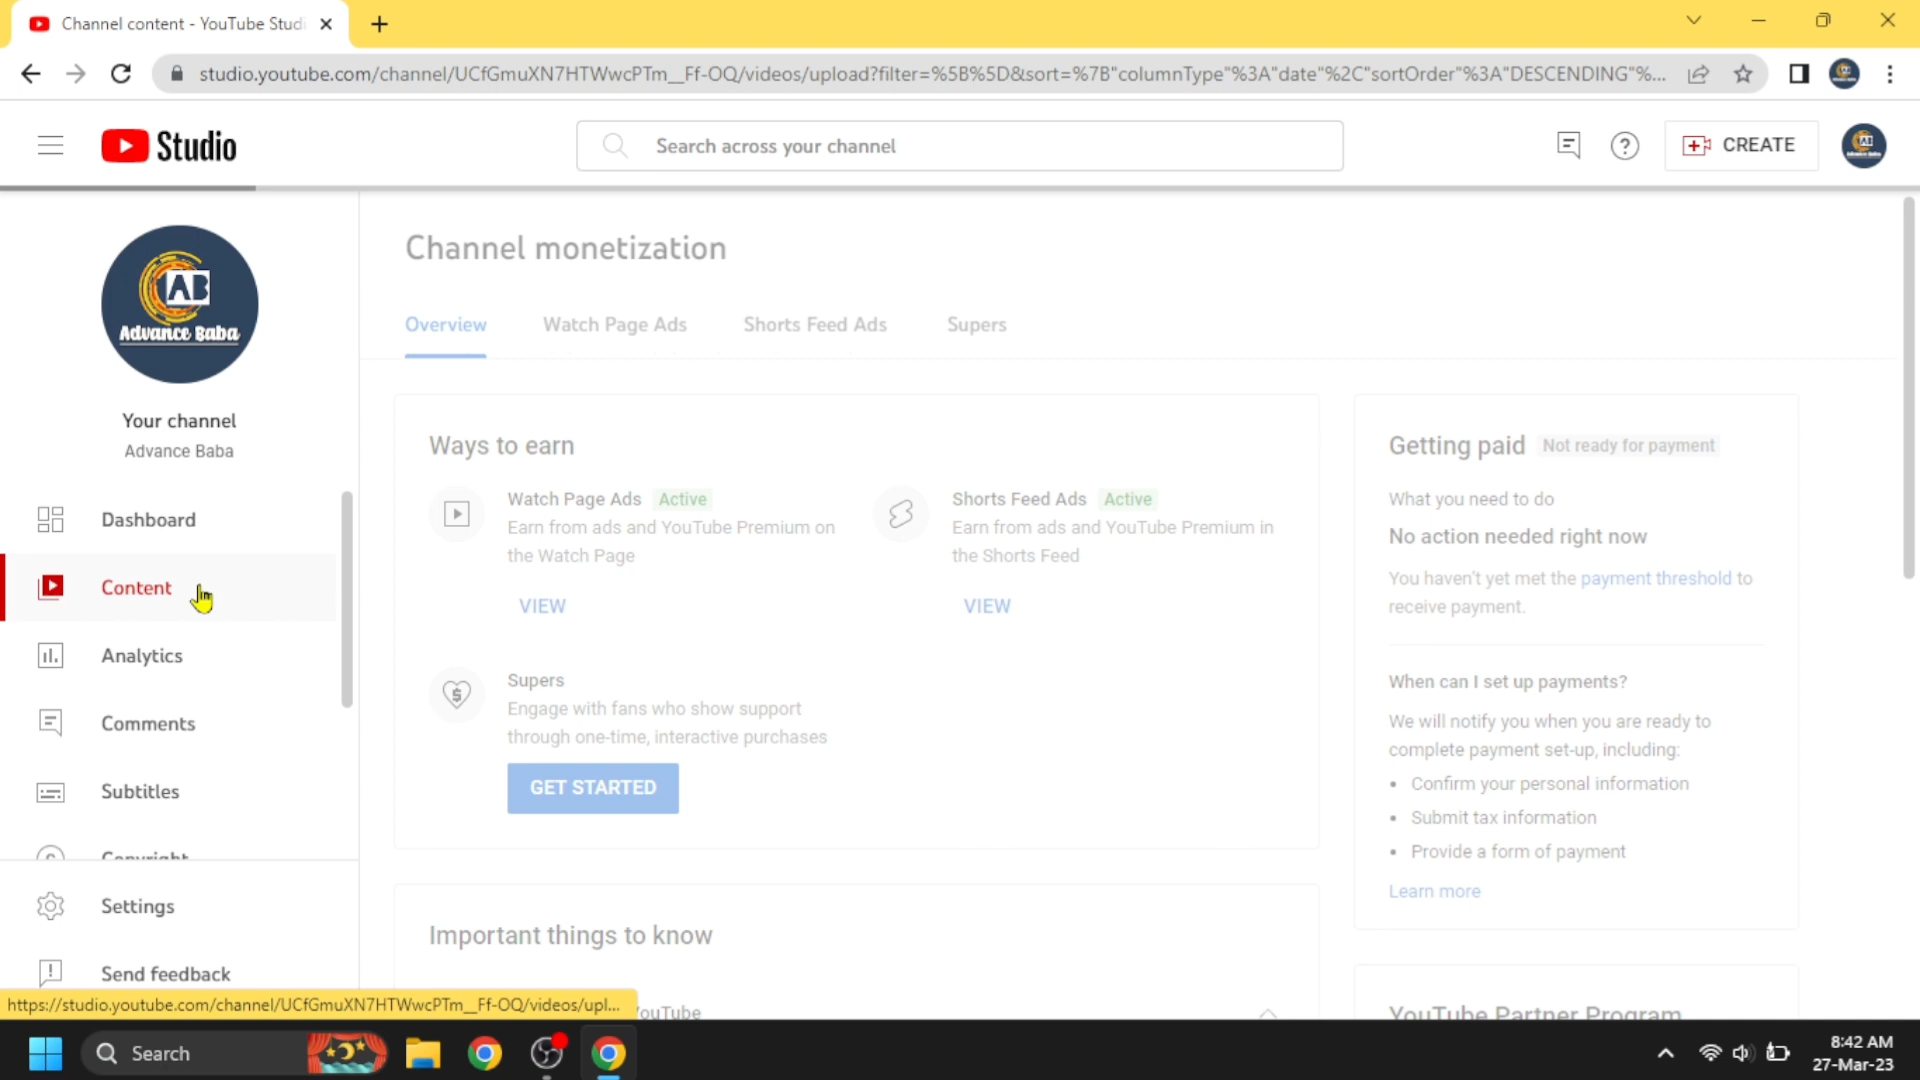 Channel content - YouTube Studi
studio.youtube.com/channel/UCfGmuXN7HTWwcPTm__Ff-OQ/videos/upload?filter=%5B%5D&sort=%7B"columnType"%3A"date"%2C"sortOrder"%3A"DESCENDING"%...
Studio
Search across your channel
CREATE
AB
Advance Baba
Your channel
Advance Baba
Dashboard
Content
Analytics
Comments
Subtitles
Copyright
Settings
Send feedback
Channel monetization
Overview
Watch Page Ads
Shorts Feed Ads
Supers
Ways to earn
Watch Page Ads Active
Earn from ads and YouTube Premium on
the Watch Page
VIEW
Shorts Feed Ads Active
Earn from ads and YouTube Premium in
the Shorts Feed
VIEW
Supers
Engage with fans who show support
through one-time, interactive purchases
GET STARTED
Important things to know
YouTube
Getting paid Not ready for payment
What you need to do
No action needed right now
You haven't yet met the payment threshold to
receive payment.
When can I set up payments?
We will notify you when you are ready to
complete payment set-up, including:
• Confirm your personal information
• Submit tax information
• Provide a form of payment
Learn more
YouTube Partner Program
https://studio.youtube.com/channel/UCfGmuXN7HTWwcPTm__Ff-OQ/videos/upl...
Search
8:42 AM
27-Mar-23